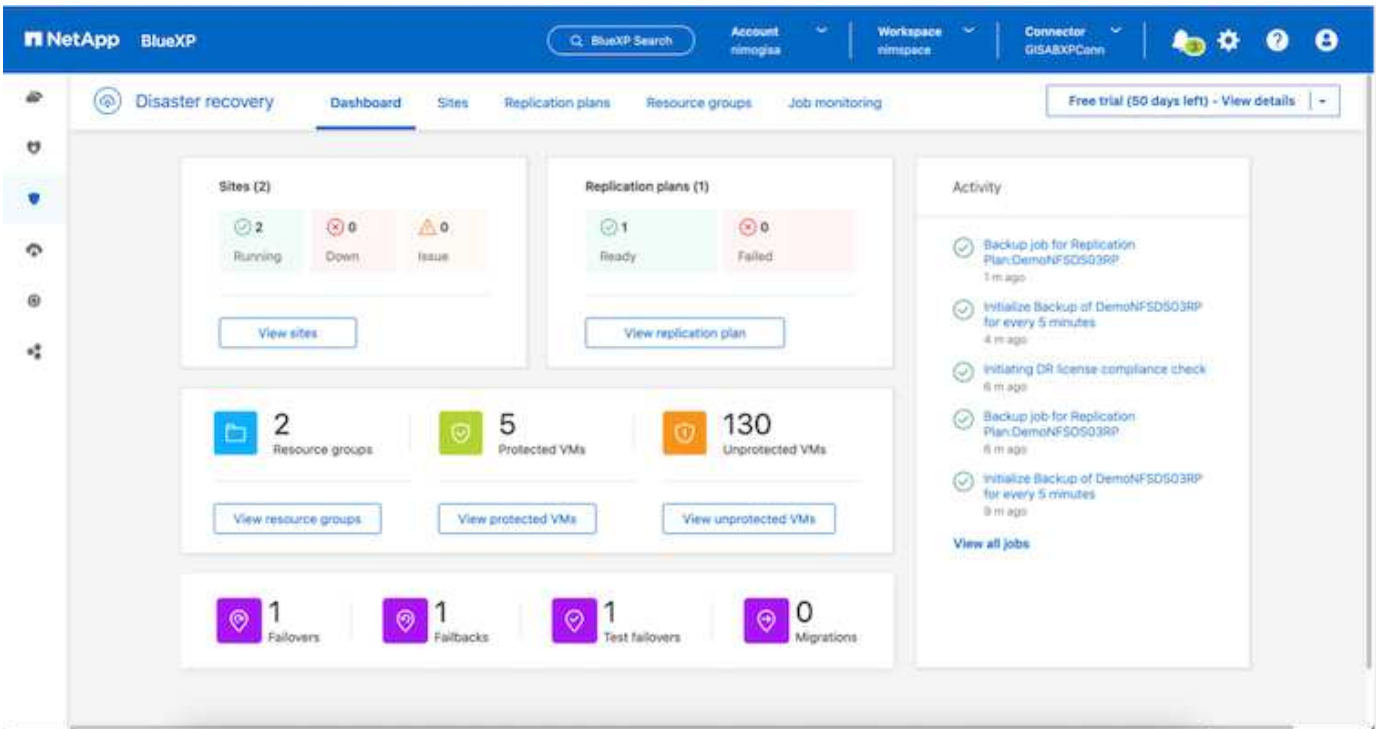 NetApp BlueXP
BlueXP Search
Account
nimogisa
Workspace
nimspace
Connector
GISABXPConn
Disaster recovery
Dashboard
Sites
Replication plans
Resource groups
Job monitoring
Free trial (50 days left) - View details
Sites (2)
2
Running
0
Down
0
Issue
View sites
Replication plans (1)
1
Ready
0
Failed
View replication plan
2
Resource groups
View resource groups
5
Protected VMs
View protected VMs
130
Unprotected VMs
View unprotected VMs
1
Failovers
1
Failbacks
1
Test failovers
0
Migrations
Activity
Backup job for Replication
Plan:DemoNFSDS03RP
1 m ago
Initialize Backup of DemoNFSDS03RP
for every 5 minutes
4 m ago
Initiating DR license compliance check
6 m ago
Backup job for Replication
Plan:DemoNFSDS03RP
6 m ago
Initialize Backup of DemoNFSDS03RP
for every 5 minutes
9 m ago
View all jobs